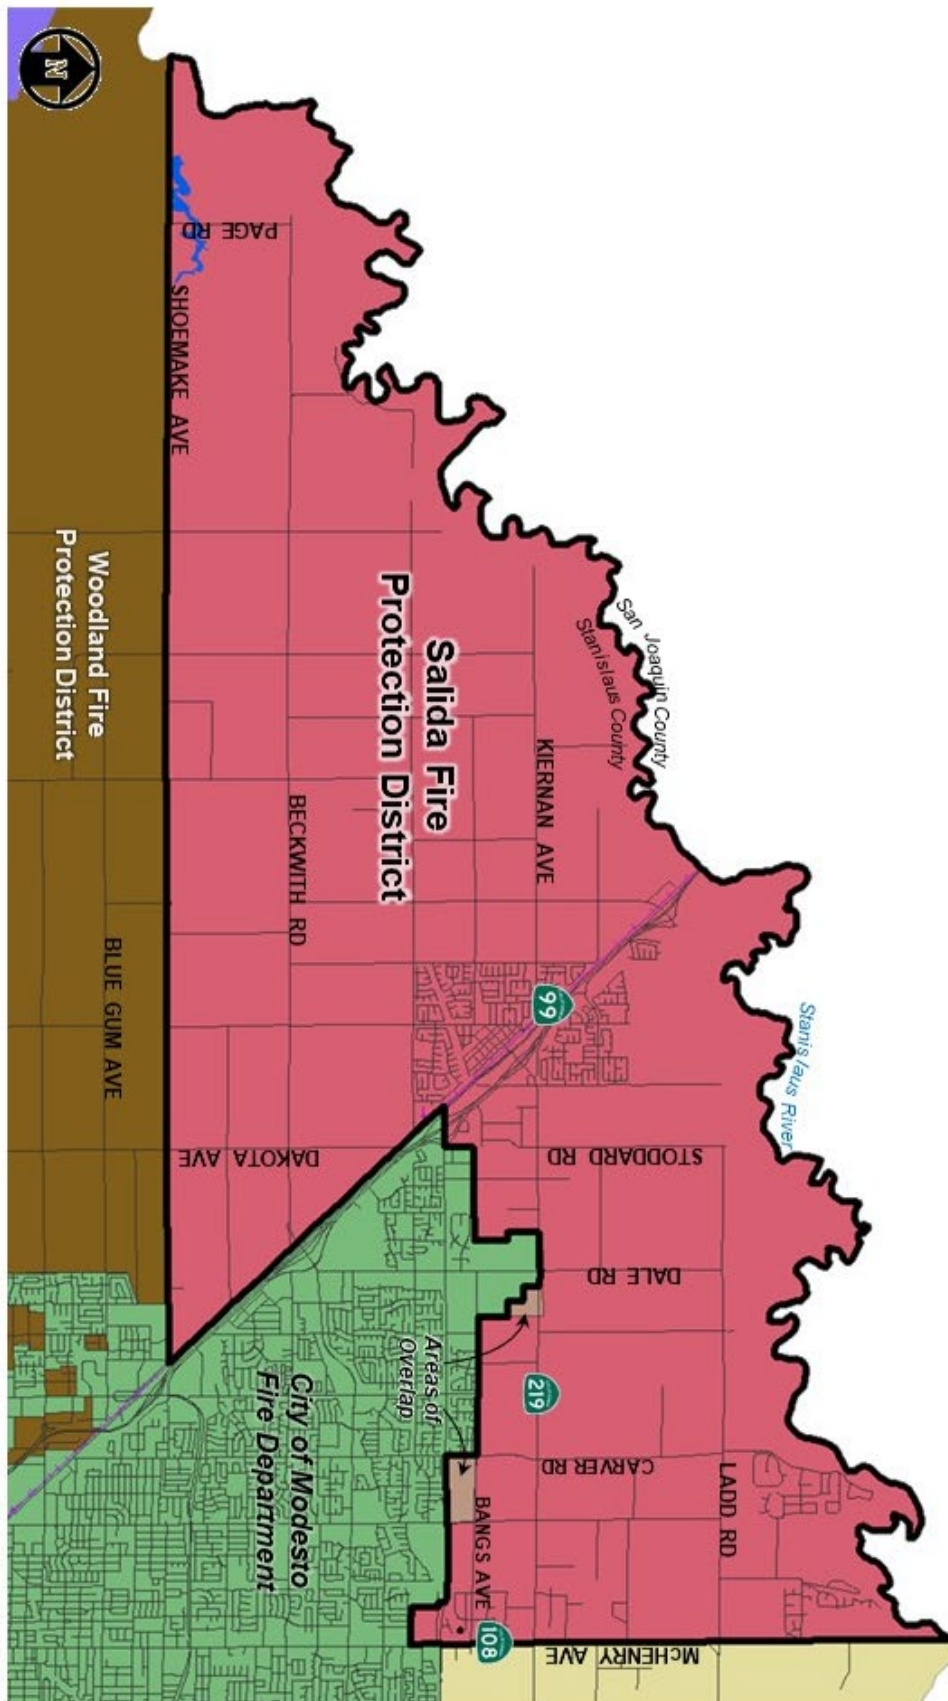 N
San Joaquin County
Stanislaus County
Stanislaus River
Salida Fire
Protection District
Woodland Fire
Protection District
City of Modesto
Fire Department
Areas of
Overlap
PAGE RD
SHOEMAKE AVE
KIERNAN AVE
BECKWITH RD
BLUE GUM AVE
DAKOTA AVE
STODDARD RD
DALE RD
CARVER RD
LADD RD
BANGS AVE
McHENRY AVE
99
219
108